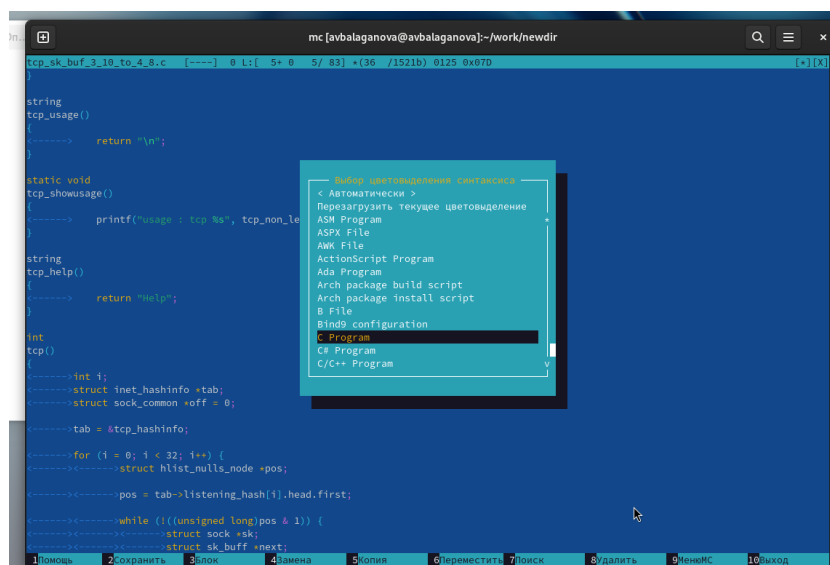 mc [avbalaganova@avbalaganova]:~/work/newdir
tcp_sk_buf_3_10_to_4_8.c [----] 0 L:[ 5+ 0 5/ 83] *(36 /1521b) 0125 0x07D [*][X]
}
string
tcp_usage()
{
<------> return "\n";
}
static void
tcp_showusage()
{
<------> printf("usage : tcp %s", tcp_non_le
}
string
tcp_help()
{
<------> return "Help";
}
int
tcp()
{
<------>int i;
<------>struct inet_hashinfo *tab;
<------>struct sock_common *off = 0;
<------>tab = &tcp_hashinfo;
<------>for (i = 0; i < 32; i++) {
<------><------>struct hlist_nulls_node *pos;
<------><------>pos = tab->listening_hash[i].head.first;
<------><------>while (!((unsigned long)pos & 1)) {
<------><------><------>struct sock *sk;
<------><------><------>struct sk_buff *next;
Выбор цветовыделения синтаксиса
< Автоматически >
Перезагрузить текущее цветовыделение
ASM Program
ASPX File
AWK File
ActionScript Program
Ada Program
Arch package build script
Arch package install script
B File
Bind9 configuration
C Program
C# Program
C/C++ Program
1Помощь 2Сохранить 3Блок 4Замена 5Копия 6Переместить 7Поиск 8Удалить 9МенюMC 10Выход